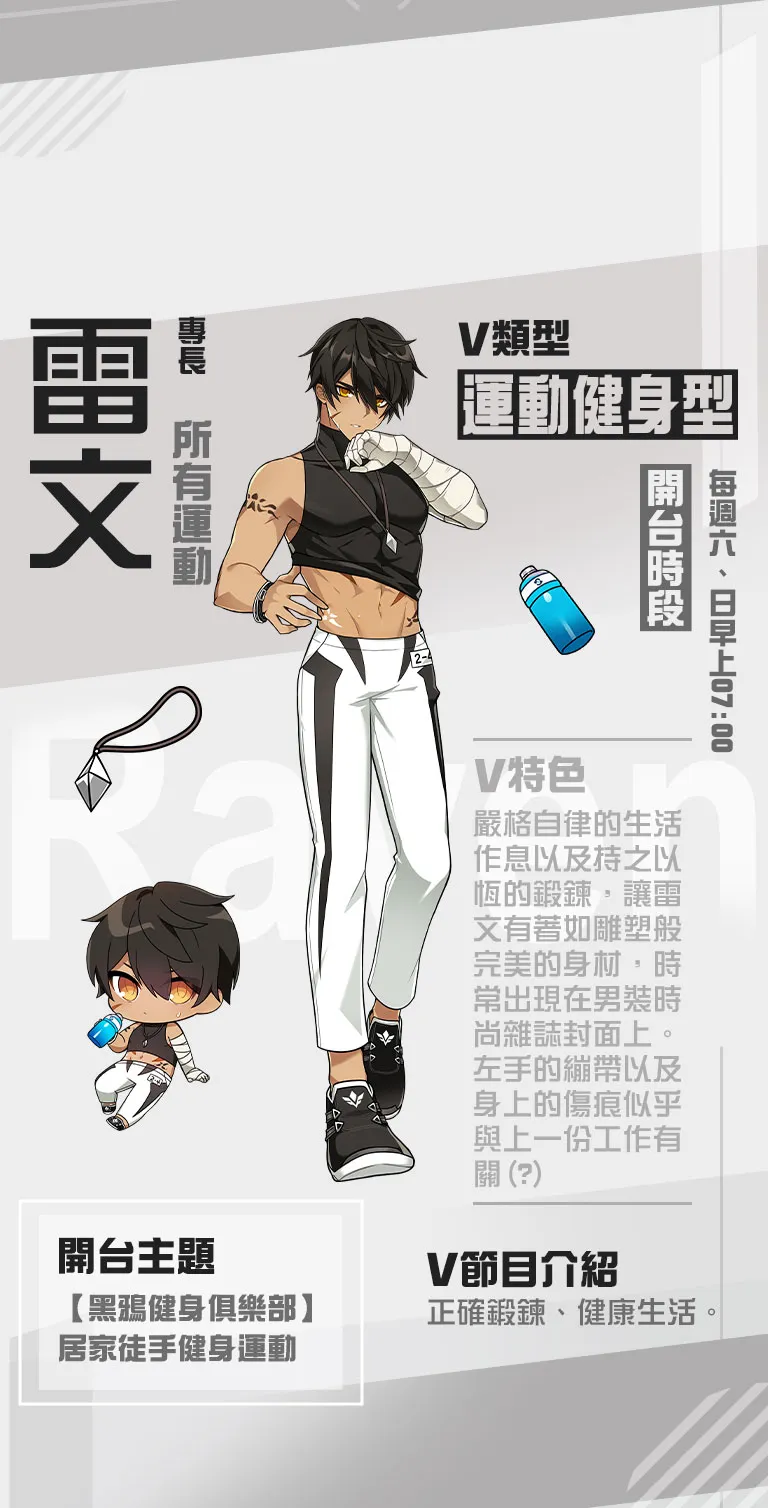 雷文
專長
所有運動
V類型
運動健身型
開台時段
每週六、日早上07:00
Raven
V特色
嚴格自律的生活
作息以及持之以
恆的鍛鍊，讓雷
文有著如雕塑般
完美的身材，時
常出現在男裝時
尚雜誌封面上。
左手的繃帶以及
身上的傷痕似乎
與上一份工作有
關(?)
開台主題
【黑鴉健身俱樂部】
居家徒手健身運動
V節目介紹
正確鍛鍊、健康生活。